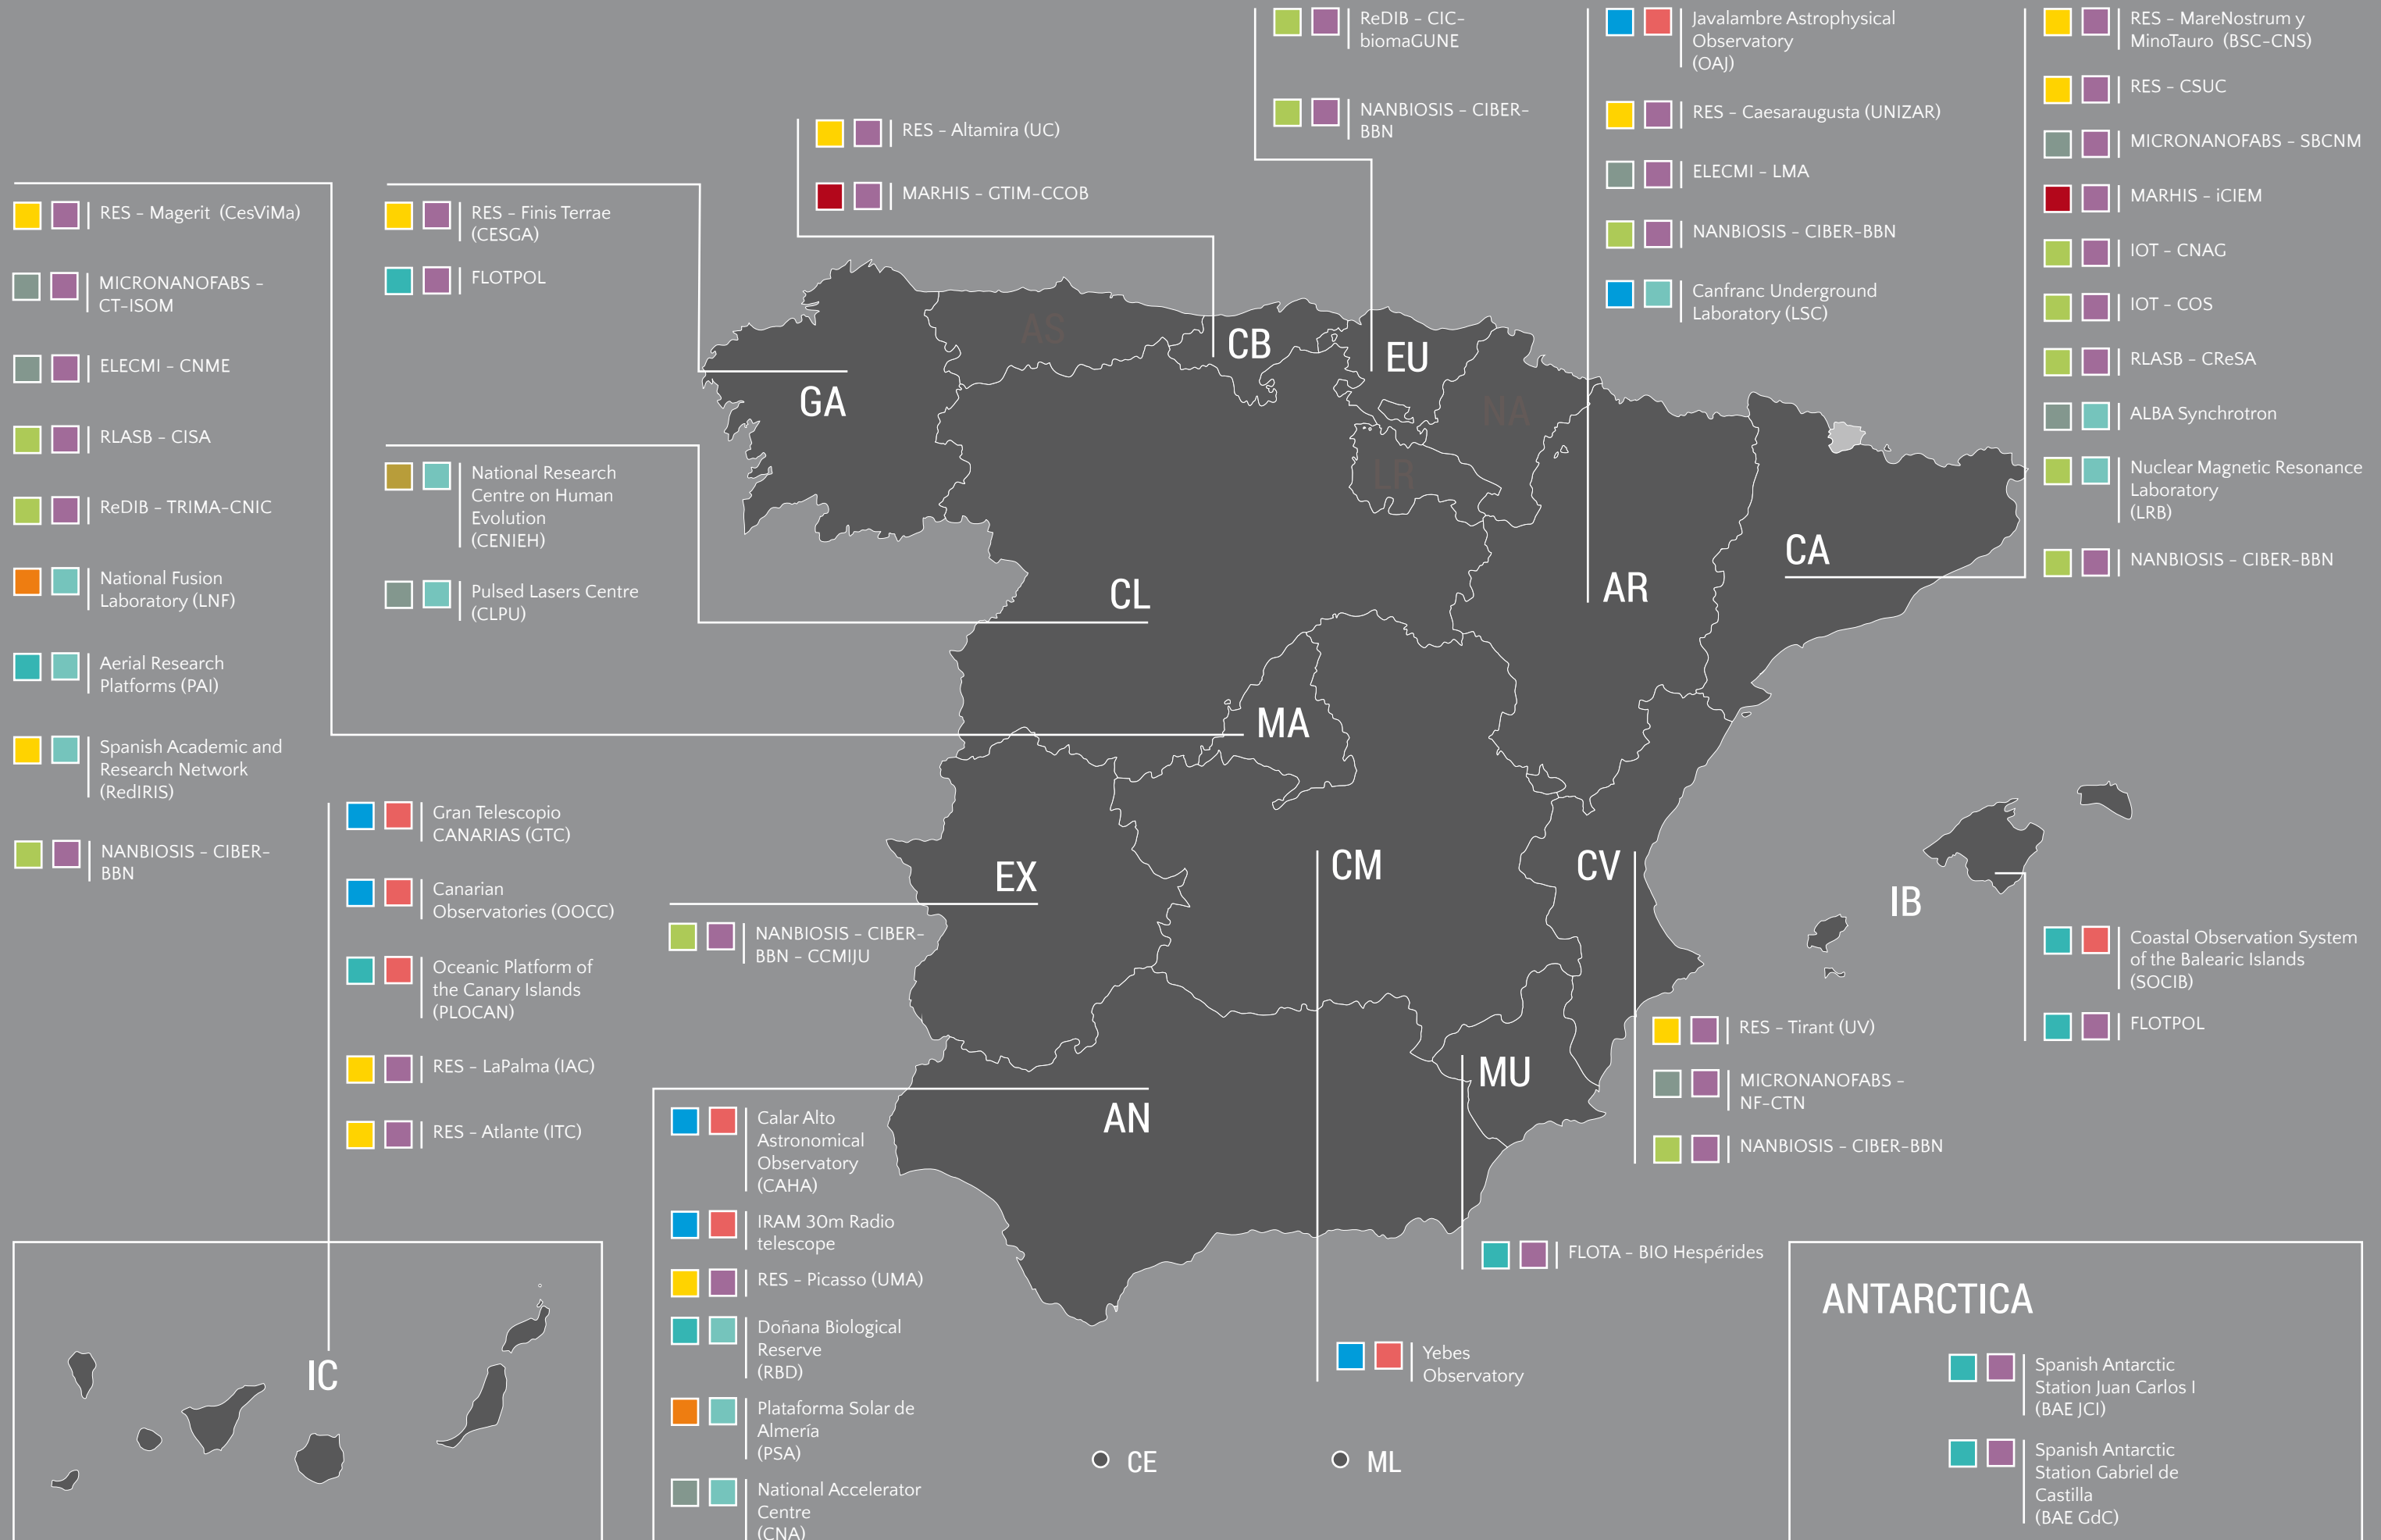 ReDIB - CIC-
biomaGUNE
NANBIOSIS - CIBER-
BBN
Javalambre Astrophysical
Observatory
(OAJ)
RES - Caesaraugusta (UNIZAR)
ELECMI - LMA
NANBIOSIS - CIBER-BBN
Canfranc Underground
Laboratory (LSC)
RES - MareNostrum y
MinoTauro (BSC-CNS)
RES - CSUC
MICRONANOFABS - SBCNM
MARHIS - iCIEM
IOT - CNAG
IOT - COS
RLASB - CReSA
ALBA Synchrotron
Nuclear Magnetic Resonance
Laboratory
(LRB)
NANBIOSIS - CIBER-BBN
RES - Altamira (UC)
MARHIS - GTIM-CCOB
RES - Magerit (CesViMa)
MICRONANOFABS -
CT-ISOM
ELECMI - CNME
RLASB - CISA
ReDIB - TRIMA-CNIC
National Fusion
Laboratory (LNF)
Aerial Research
Platforms (PAI)
Spanish Academic and
Research Network
(RedIRIS)
NANBIOSIS - CIBER-
BBN
RES - Finis Terrae
(CESGA)
FLOTPOL
National Research
Centre on Human
Evolution
(CENIEH)
Pulsed Lasers Centre
(CLPU)
AS
CB
EU
GA
NA
LR
CL
AR
CA
MA
EX
CM
CV
IB
MU
AN
IC
Gran Telescopio
CANARIAS (GTC)
Canarian
Observatories (OOCC)
Oceanic Platform of
the Canary Islands
(PLOCAN)
RES - LaPalma (IAC)
RES - Atlante (ITC)
NANBIOSIS - CIBER-
BBN - CCMIJU
Calar Alto
Astronomical
Observatory
(CAHA)
IRAM 30m Radio
telescope
RES - Picasso (UMA)
Doñana Biological
Reserve
(RBD)
Plataforma Solar de
Almería
(PSA)
National Accelerator
Centre
(CNA)
Coastal Observation System
of the Balearic Islands
(SOCIB)
FLOTPOL
RES - Tirant (UV)
MICRONANOFABS -
NF-CTN
NANBIOSIS - CIBER-BBN
FLOTA - BIO Hespérides
Yebes
Observatory
CE
ML
ANTARCTICA
Spanish Antarctic
Station Juan Carlos I
(BAE JCI)
Spanish Antarctic
Station Gabriel de
Castilla
(BAE GdC)